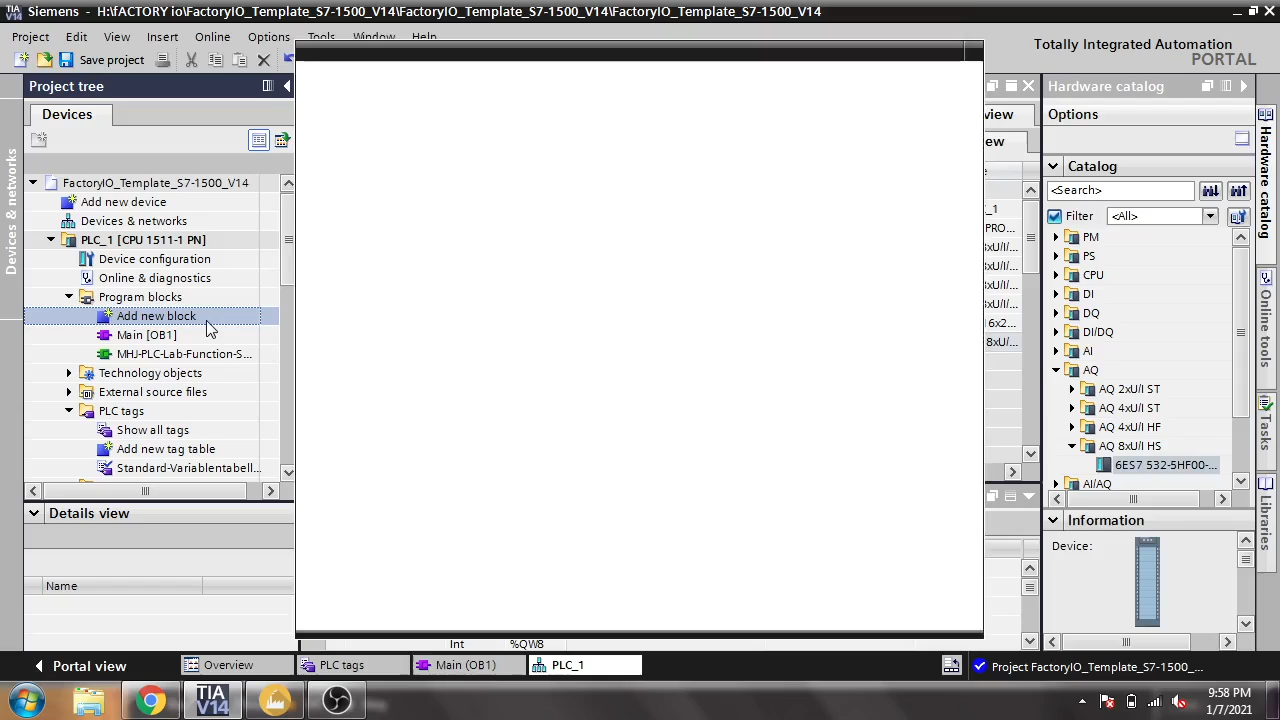 Siemens - H:\fACTORY io\FactoryIO_Template_S7-1500_V14\FactoryIO_Template_S7-1500_V14\FactoryIO_Template_S7-1500_V14
Project Edit View Insert Online Options Tools Window Help
Save project
Totally Integrated Automation
PORTAL
Project tree
Devices
Devices & networks
FactoryIO_Template_S7-1500_V14
Add new device
Devices & networks
PLC_1 [CPU 1511-1 PN]
Device configuration
Online & diagnostics
Program blocks
Add new block
Main [OB1]
MHJ-PLC-Lab-Function-S...
Technology objects
External source files
PLC tags
Show all tags
Add new tag table
Standard-Variablentabell...
Details view
Name
Int %QW8
Hardware catalog
Options
Catalog
<Search>
Filter <All>
PM
PS
CPU
DI
DQ
DI/DQ
AI
AQ
AQ 2xU/I ST
AQ 4xU/I ST
AQ 4xU/I HF
AQ 8xU/I HS
6ES7 532-5HF00-...
AI/AQ
Information
Device:
Hardware catalog
Online tools
Tasks
Libraries
Portal view
Overview
PLC tags
Main (OB1)
PLC_1
Project FactoryIO_Template_S7-1500_...
TIA
V14
9:58 PM
1/7/2021